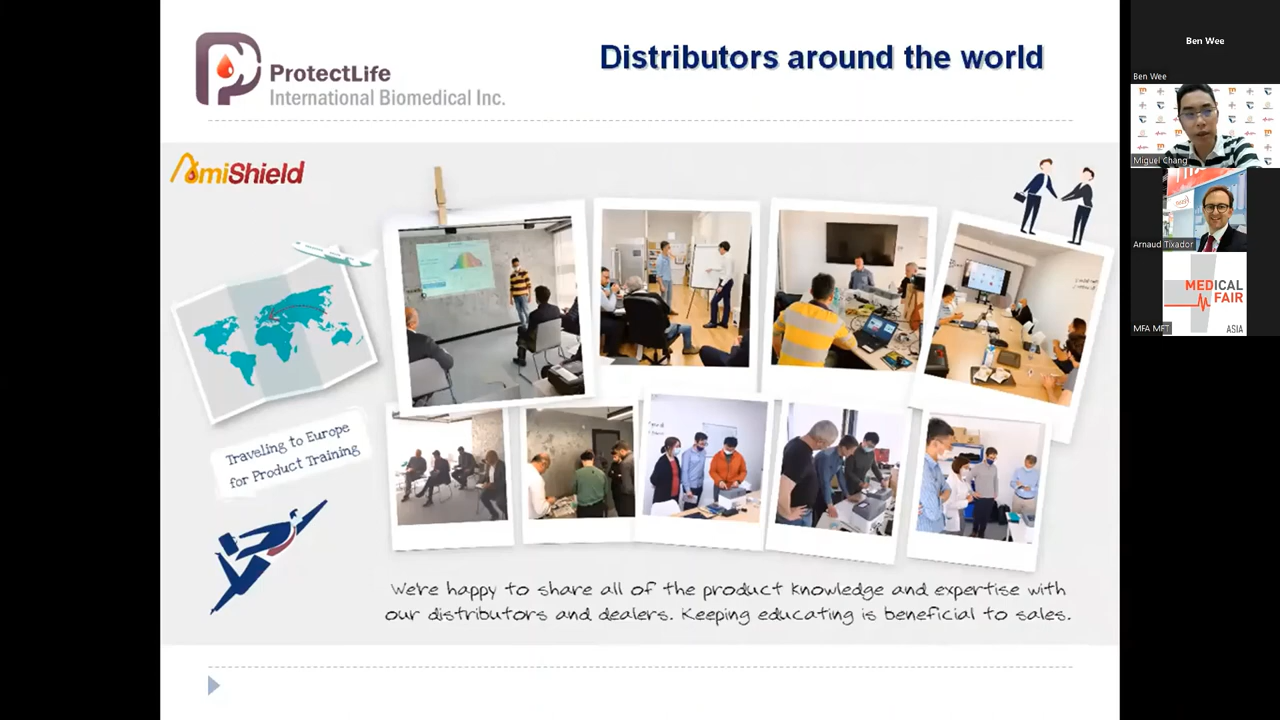 ProtectLife
International Biomedical Inc.
Distributors around the world
AmiShield
Traveling to Europe
for Product Training
We're happy to share all of the product knowledge and expertise with
our distributors and dealers. Keeping educating is beneficial to sales.
Ben Wee
Ben Wee
Miguel Chang
Arnaud Tixador
MEDICAL
FAIR
ASIA
MFA MFT